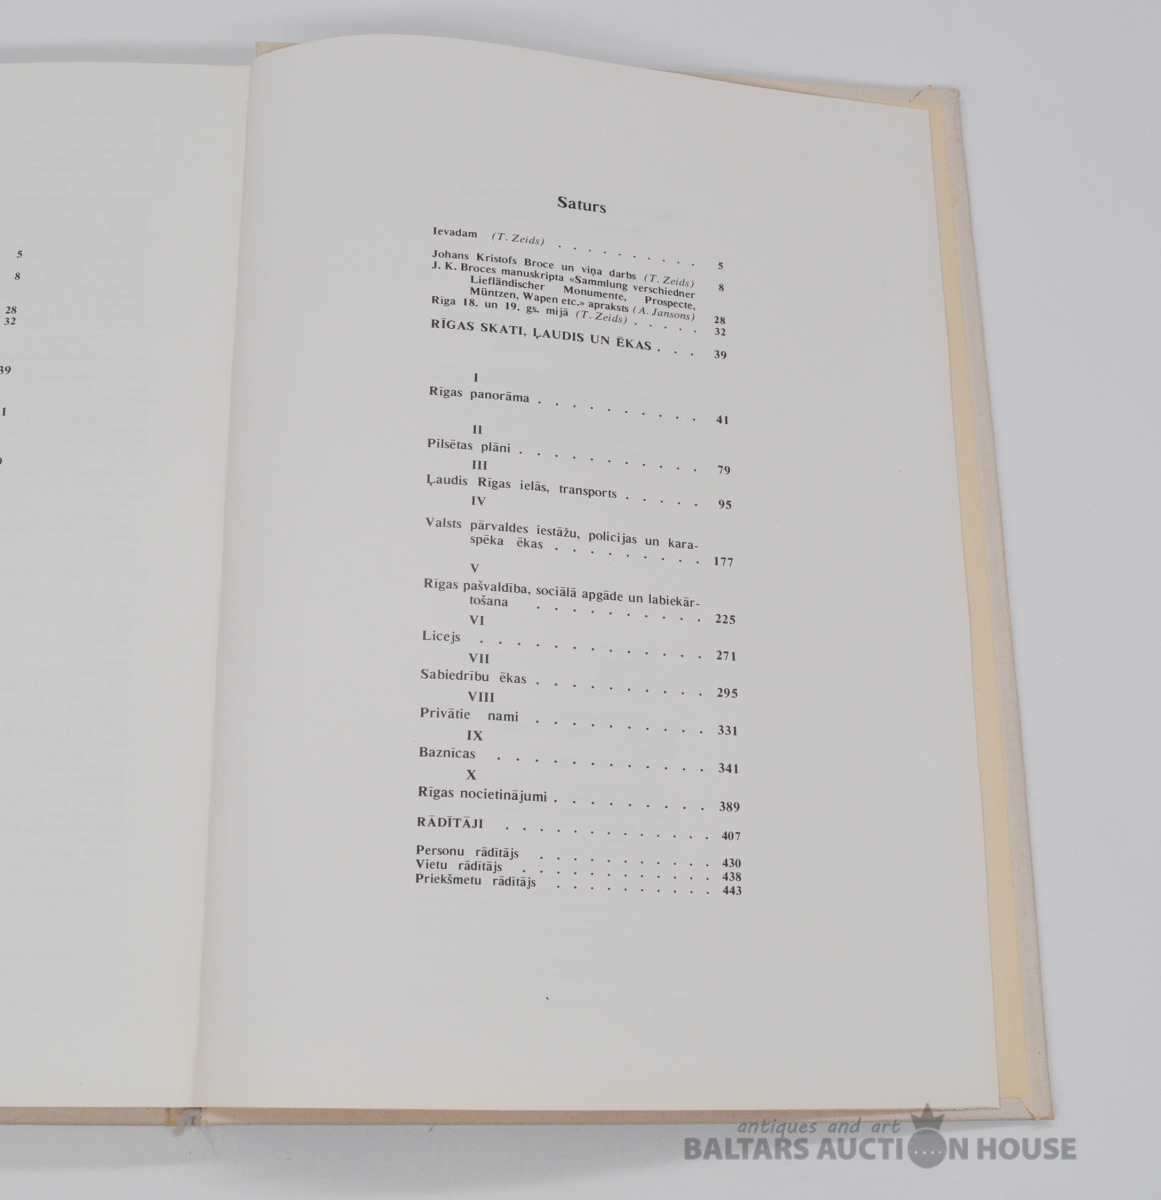 5
8
28
32
39
1
9
Saturs
Ievadam (T. Zeids) . . . . . . . . . . 5
Johans Kristofs Broce un viņa darbs (T. Zeids) 8
J. K. Broces manuskripta «Sammlung verschiedner
Liefländischer Monumente, Prospecte,
Müntzen, Wapen etc.» apraksts (A. Jansons) 28
Rīga 18. un 19. gs. mijā (T. Zeids) . . . . . 32
RĪGAS SKATI, ĻAUDIS UN ĒKAS . . . 39
I
Rīgas panorāma . . . . . . . . . . 41
II
Pilsētas plāni . . . . . . . . . . . 79
III
Ļaudis Rīgas ielās, transports . . . . . 95
IV
Valsts pārvaldes iestāžu, policijas un kara-
spēka ēkas . . . . . . . . . 177
V
Rīgas pašvaldība, sociālā apgāde un labiekār-
tošana . . . . . . . . . . 225
VI
Licejs . . . . . . . . . . . . . 271
VII
Sabiedrību ēkas . . . . . . . . . . 295
VIII
Privātie nami . . . . . . . . . . 331
IX
Baznīcas . . . . . . . . . . . . 341
X
Rīgas nocietinājumi . . . . . . . . . 389
RĀDĪTĀJI . . . . . . . . . . . . 407
Personu rādītājs . . . . . . . . . . 430
Vietu rādītājs . . . . . . . . . . . 438
Priekšmetu rādītājs . . . . . . . . . 443
antiques and art
BALTARS AUCTION HOUSE